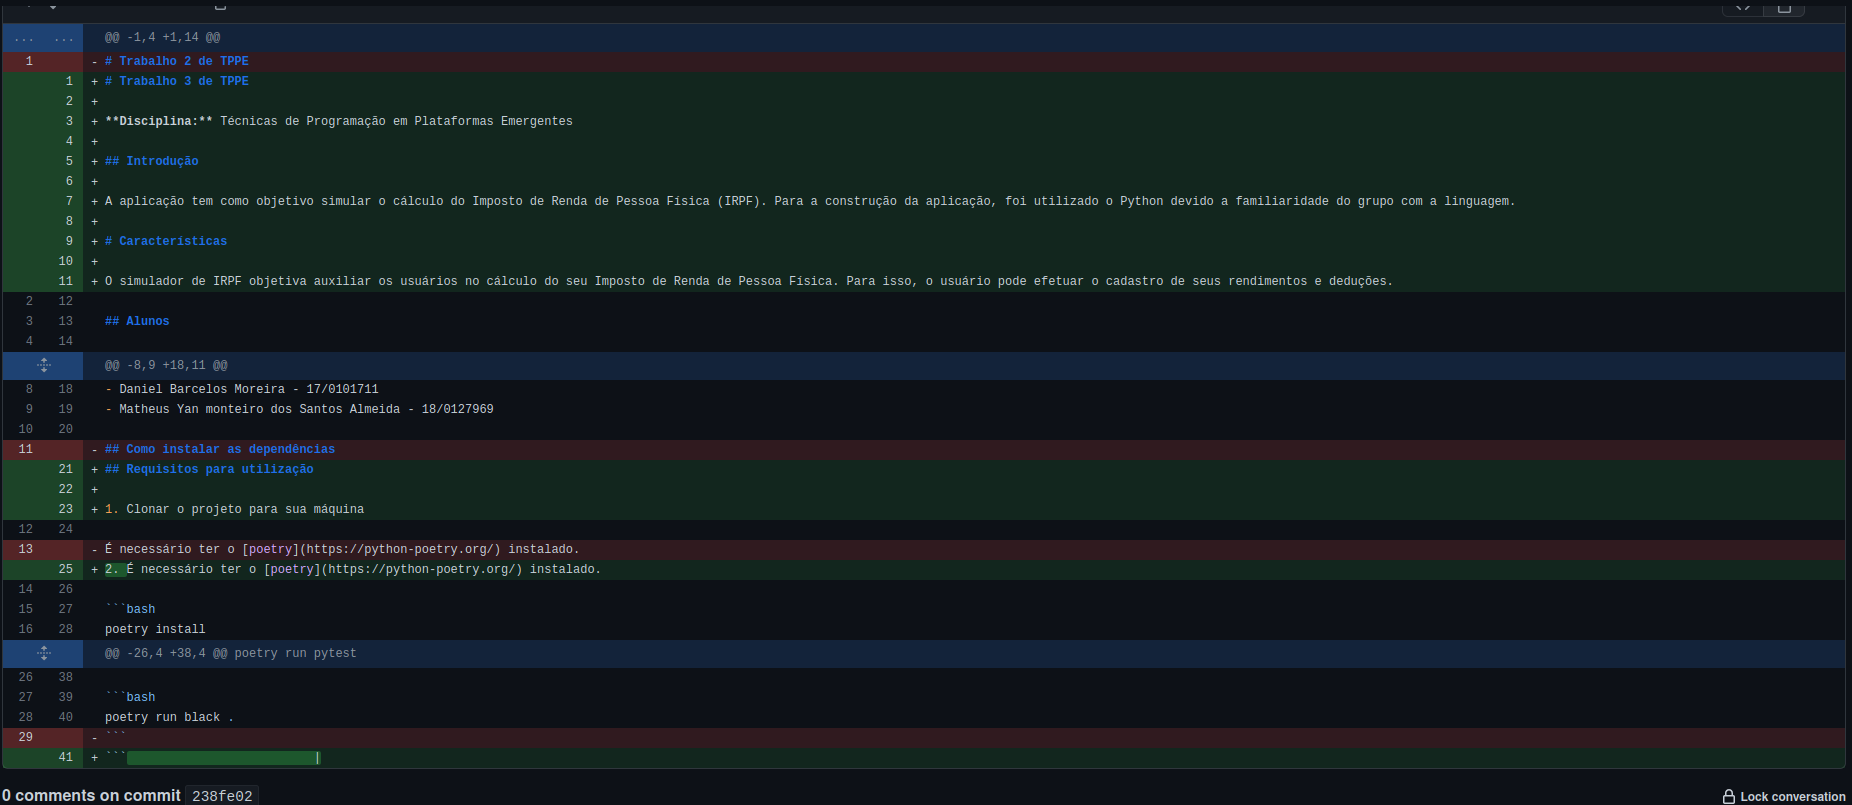 ... ... @@ -1,4 +1,14 @@
1 - # Trabalho 2 de TPPE
1 + # Trabalho 3 de TPPE
2 +
3 + **Disciplina:** Técnicas de Programação em Plataformas Emergentes
4 +
5 + ## Introdução
6 +
7 + A aplicação tem como objetivo simular o cálculo do Imposto de Renda de Pessoa Física (IRPF). Para a construção da aplicação, foi utilizado o Python devido a familiaridade do grupo com a linguagem.
8 +
9 + # Características
10 +
11 + O simulador de IRPF objetiva auxiliar os usuários no cálculo do seu Imposto de Renda de Pessoa Física. Para isso, o usuário pode efetuar o cadastro de seus rendimentos e deduções.
2 12
3 13 ## Alunos
4 14
@@ -8,9 +18,11 @@
8 18 - Daniel Barcelos Moreira - 17/0101711
9 19 - Matheus Yan monteiro dos Santos Almeida - 18/0127969
10 20
11 - ## Como instalar as dependências
21 + ## Requisitos para utilização
22 +
23 + 1. Clonar o projeto para sua máquina
12 24
13 - É necessário ter o [poetry](https://python-poetry.org/) instalado.
25 + 2. É necessário ter o [poetry](https://python-poetry.org/) instalado.
14 26
15 27 ```bash
16 28 poetry install
@@ -26,4 +38,4 @@ poetry run pytest
26 38
27 39 ```bash
28 40 poetry run black .
29 - ```
41 + ``` |
0 comments on commit 238fe02
Lock conversation